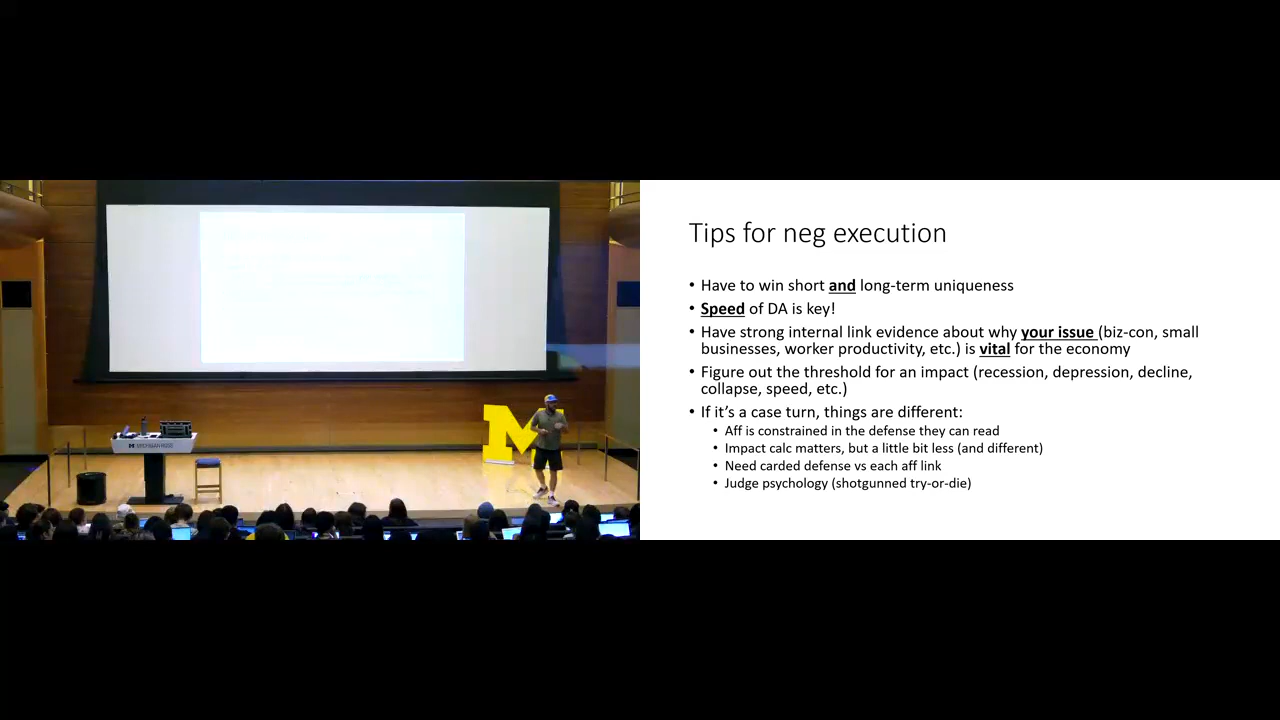 Tips for neg execution
• Have to win short and long-term uniqueness
• Speed of DA is key!
• Have strong internal link evidence about why your issue (biz-con, small
businesses, worker productivity, etc.) is vital for the economy
• Figure out the threshold for an impact (recession, depression, decline,
collapse, speed, etc.)
• If it's a case turn, things are different:
• Aff is constrained in the defense they can read
• Impact calc matters, but a little bit less (and different)
• Need carded defense vs each aff link
• Judge psychology (shotgunned try-or-die)
M